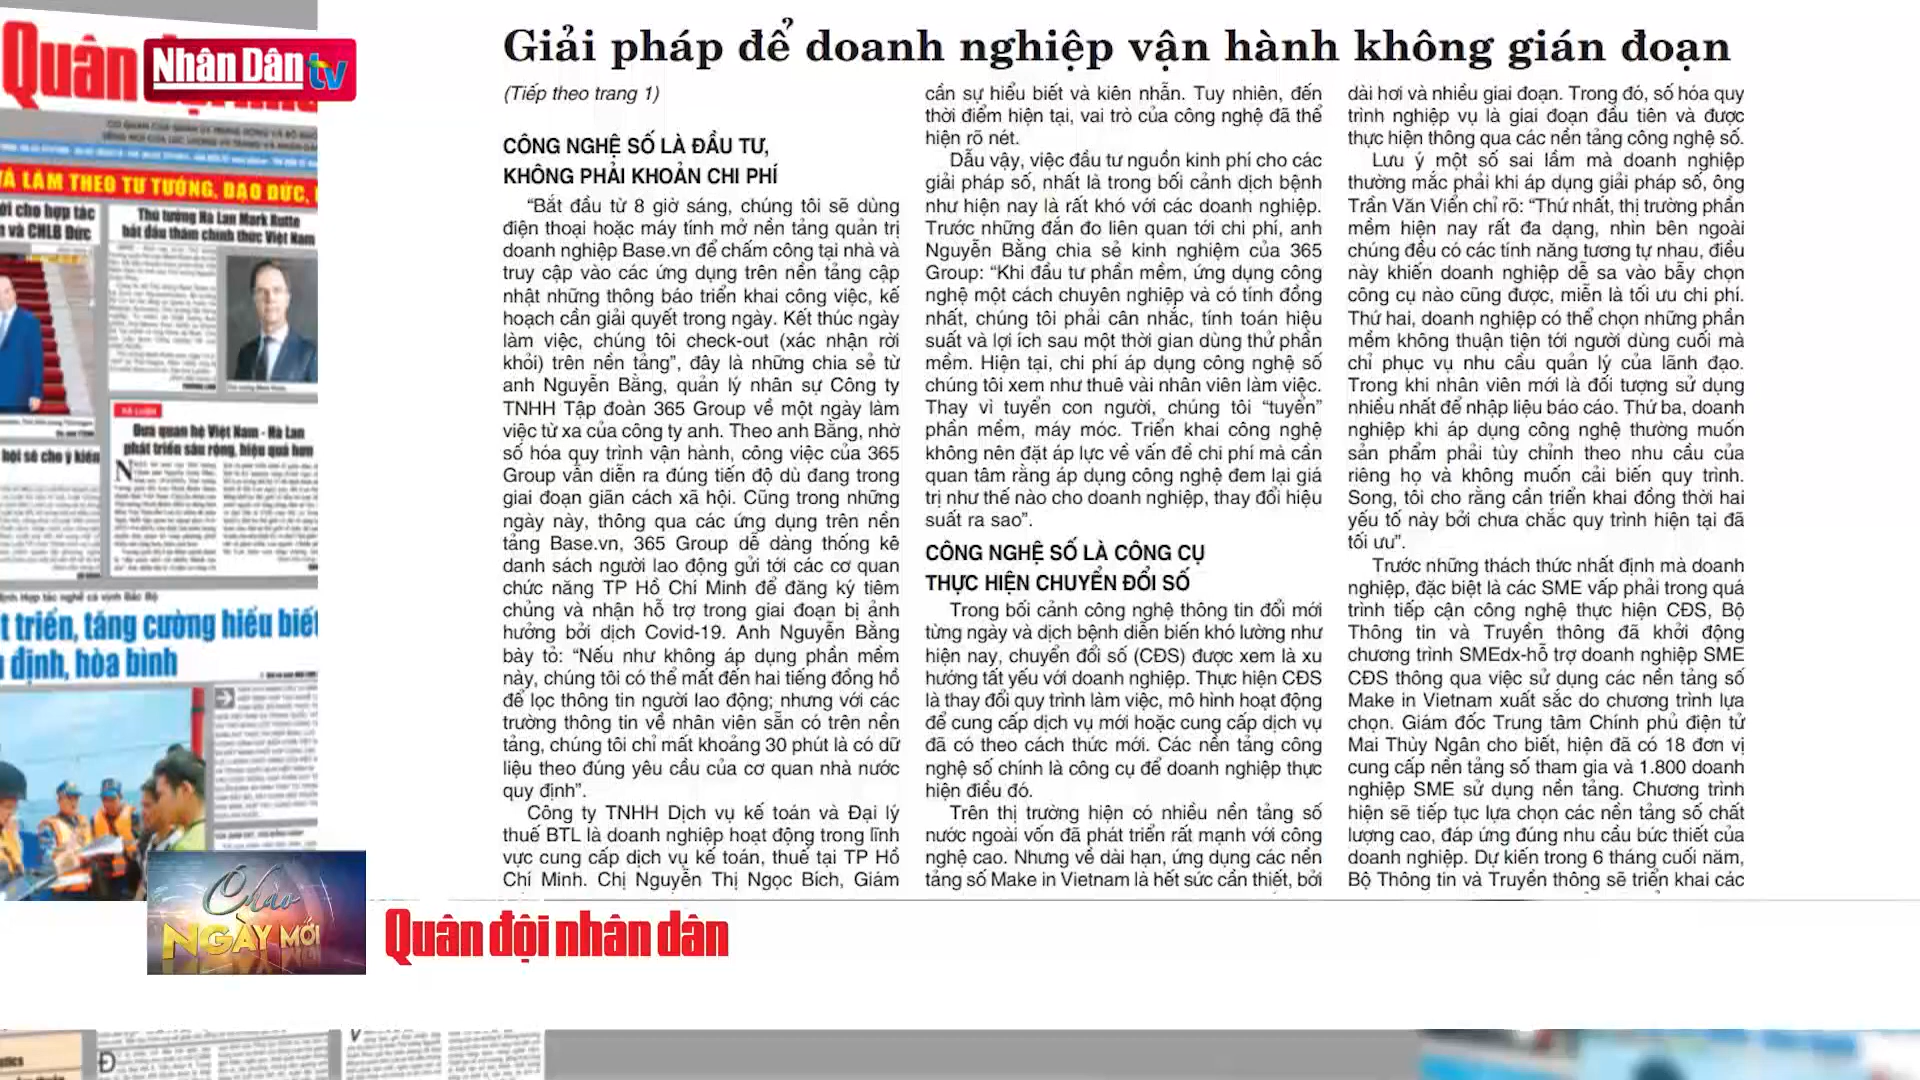 Quân
Nhân Dân tv
VÀ LÀM THEO TƯ TƯỞNG, ĐẠO ĐỨC,
Thủ tướng Hà Lan Mark Rutte
bắt đầu thăm chính thức Việt Nam
n và CHLB Đức
XÃ LUẬN
Đưa quan hệ Việt Nam - Hà Lan
phát triển sâu rộng, hiệu quả hơn
hội sẽ cho ý kiến
t triển, tăng cường hiểu biết
định, hòa bình
Giải pháp để doanh nghiệp vận hành không gián đoạn
(Tiếp theo trang 1)
CÔNG NGHỆ SỐ LÀ ĐẦU TƯ,
KHÔNG PHẢI KHOẢN CHI PHÍ
“Bắt đầu từ 8 giờ sáng, chúng tôi sẽ dùng
điện thoại hoặc máy tính mở nền tảng quản trị
doanh nghiệp Base.vn để chấm công tại nhà và
truy cập vào các ứng dụng trên nền tảng cập
nhật những thông báo triển khai công việc, kế
hoạch cần giải quyết trong ngày. Kết thúc ngày
làm việc, chúng tôi check-out (xác nhận rời
khỏi) trên nền tảng”, đây là những chia sẻ từ
anh Nguyễn Bằng, quản lý nhân sự Công ty
TNHH Tập đoàn 365 Group về một ngày làm
việc từ xa của công ty anh. Theo anh Bằng, nhờ
số hóa quy trình vận hành, công việc của 365
Group vẫn diễn ra đúng tiến độ dù đang trong
giai đoạn giãn cách xã hội. Cũng trong những
ngày này, thông qua các ứng dụng trên nền
tảng Base.vn, 365 Group dễ dàng thống kê
danh sách người lao động gửi tới các cơ quan
chức năng TP Hồ Chí Minh để đăng ký tiêm
chủng và nhận hỗ trợ trong giai đoạn bị ảnh
hưởng bởi dịch Covid-19. Anh Nguyễn Bằng
bày tỏ: “Nếu như không áp dụng phần mềm
này, chúng tôi có thể mất đến hai tiếng đồng hồ
để lọc thông tin người lao động; nhưng với các
trường thông tin về nhân viên sẵn có trên nền
tảng, chúng tôi chỉ mất khoảng 30 phút là có dữ
liệu theo đúng yêu cầu của cơ quan nhà nước
quy định”.
Công ty TNHH Dịch vụ kế toán và Đại lý
thuế BTL là doanh nghiệp hoạt động trong lĩnh
vực cung cấp dịch vụ kế toán, thuế tại TP Hồ
Chí Minh. Chị Nguyễn Thị Ngọc Bích, Giám
cần sự hiểu biết và kiên nhẫn. Tuy nhiên, đến
thời điểm hiện tại, vai trò của công nghệ đã thể
hiện rõ nét.
Dẫu vậy, việc đầu tư nguồn kinh phí cho các
giải pháp số, nhất là trong bối cảnh dịch bệnh
như hiện nay là rất khó với các doanh nghiệp.
Trước những đắn đo liên quan tới chi phí, anh
Nguyễn Bằng chia sẻ kinh nghiệm của 365
Group: “Khi đầu tư phần mềm, ứng dụng công
nghệ một cách chuyên nghiệp và có tính đồng
nhất, chúng tôi phải cân nhắc, tính toán hiệu
suất và lợi ích sau một thời gian dùng thử phần
mềm. Hiện tại, chi phí áp dụng công nghệ số
chúng tôi xem như thuê vài nhân viên làm việc.
Thay vì tuyển con người, chúng tôi “tuyển”
phần mềm, máy móc. Triển khai công nghệ
không nên đặt áp lực về vấn đề chi phí mà cần
quan tâm rằng áp dụng công nghệ đem lại giá
trị như thế nào cho doanh nghiệp, thay đổi hiệu
suất ra sao”.
CÔNG NGHỆ SỐ LÀ CÔNG CỤ
THỰC HIỆN CHUYỂN ĐỔI SỐ
Trong bối cảnh công nghệ thông tin đổi mới
từng ngày và dịch bệnh diễn biến khó lường như
hiện nay, chuyển đổi số (CĐS) được xem là xu
hướng tất yếu với doanh nghiệp. Thực hiện CĐS
là thay đổi quy trình làm việc, mô hình hoạt động
để cung cấp dịch vụ mới hoặc cung cấp dịch vụ
đã có theo cách thức mới. Các nền tảng công
nghệ số chính là công cụ để doanh nghiệp thực
hiện điều đó.
Trên thị trường hiện có nhiều nền tảng số
nước ngoài vốn đã phát triển rất mạnh với công
nghệ cao. Nhưng về dài hạn, ứng dụng các nền
tảng số Make in Vietnam là hết sức cần thiết, bởi
dài hơi và nhiều giai đoạn. Trong đó, số hóa quy
trình nghiệp vụ là giai đoạn đầu tiên và được
thực hiện thông qua các nền tảng công nghệ số.
Lưu ý một số sai lầm mà doanh nghiệp
thường mắc phải khi áp dụng giải pháp số, ông
Trần Văn Viển chỉ rõ: “Thứ nhất, thị trường phần
mềm hiện nay rất đa dạng, nhìn bên ngoài
chúng đều có các tính năng tương tự nhau, điều
này khiến doanh nghiệp dễ sa vào bẫy chọn
công cụ nào cũng được, miễn là tối ưu chi phí.
Thứ hai, doanh nghiệp có thể chọn những phần
mềm không thuận tiện tới người dùng cuối mà
chỉ phục vụ nhu cầu quản lý của lãnh đạo.
Trong khi nhân viên mới là đối tượng sử dụng
nhiều nhất để nhập liệu báo cáo. Thứ ba, doanh
nghiệp khi áp dụng công nghệ thường muốn
sản phẩm phải tùy chỉnh theo nhu cầu của
riêng họ và không muốn cải biến quy trình.
Song, tôi cho rằng cần triển khai đồng thời hai
yếu tố này bởi chưa chắc quy trình hiện tại đã
tối ưu”.
Trước những thách thức nhất định mà doanh
nghiệp, đặc biệt là các SME vấp phải trong quá
trình tiếp cận công nghệ thực hiện CĐS, Bộ
Thông tin và Truyền thông đã khởi động
chương trình SMEdx-hỗ trợ doanh nghiệp SME
CĐS thông qua việc sử dụng các nền tảng số
Make in Vietnam xuất sắc do chương trình lựa
chọn. Giám đốc Trung tâm Chính phủ điện tử
Mai Thùy Ngân cho biết, hiện đã có 18 đơn vị
cung cấp nền tảng số tham gia và 1.800 doanh
nghiệp SME sử dụng nền tảng. Chương trình
hiện sẽ tiếp tục lựa chọn các nền tảng số chất
lượng cao, đáp ứng đúng nhu cầu bức thiết của
doanh nghiệp. Dự kiến trong 6 tháng cuối năm,
Bộ Thông tin và Truyền thông sẽ triển khai các
Chào
NGÀY MỚI
Quân đội nhân dân